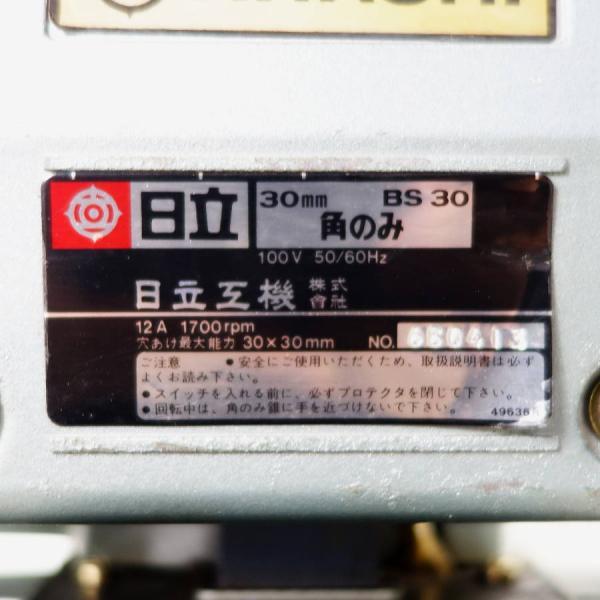 日立
30mm BS 30
角のみ
100V 50/60Hz
日立工機 株式會社
12A 1700rpm
穴あけ最大能力 30×30mm NO. 650413
ご注意 ●安全にご使用いただくため、取扱説明書は必ず
よくお読み下さい。
●スイッチを入れる前に、必ずプロテクタを閉じて下さい。
●回転中は、角のみ錐に手を近づけないで下さい。